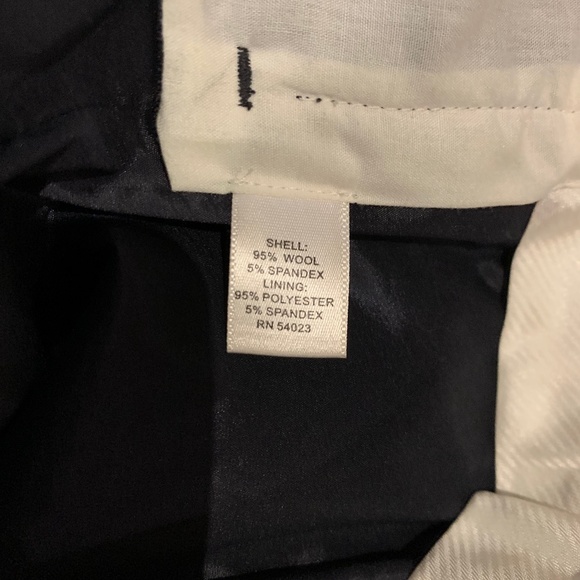 SHELL:
95% WOOL
5% SPANDEX
LINING:
95% POLYESTER
5% SPANDEX
RN 54023